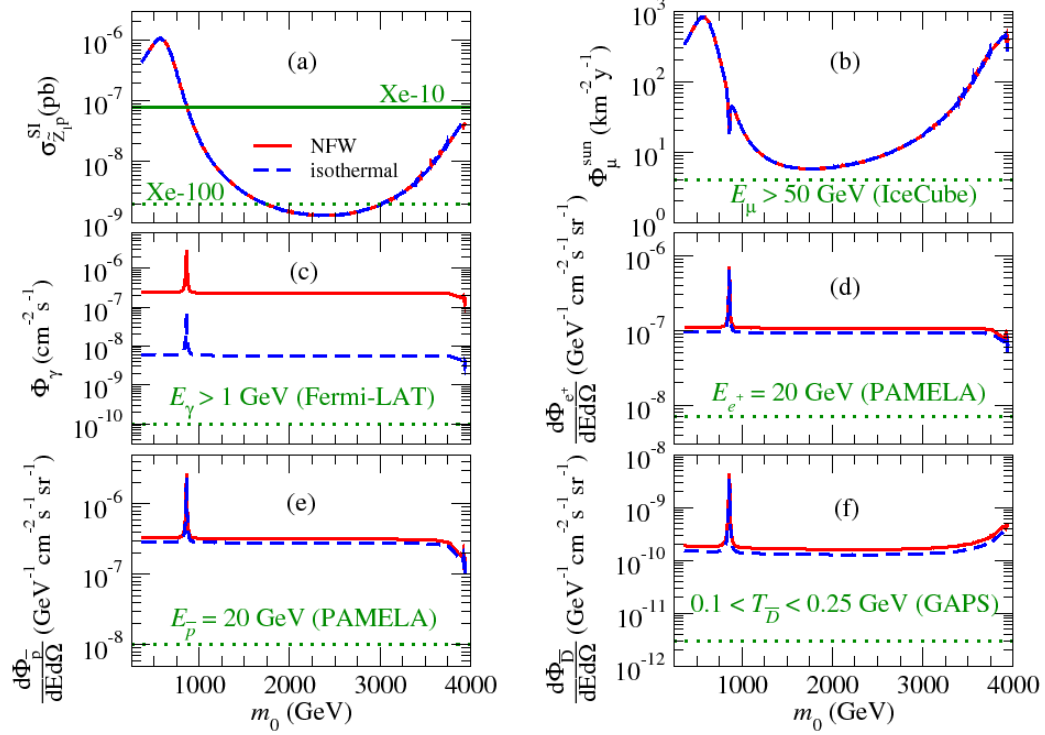 (a)
σ^SI_Z̃₁p (pb)
10^-6
10^-7
10^-8
10^-9
Xe-10
NFW
isothermal
Xe-100
(b)
Φ_μ^sun (km^-2 y^-1)
10^3
10^2
10^1
10^0
E_μ > 50 GeV (IceCube)
(c)
Φ_γ (cm^-2 s^-1)
10^-6
10^-7
10^-8
10^-9
10^-10
E_γ > 1 GeV (Fermi-LAT)
(d)
dΦ_e+/dEdΩ (GeV^-1 cm^-2 s^-1 sr^-1)
10^-6
10^-7
10^-8
10^-8
E_e+ = 20 GeV (PAMELA)
(e)
dΦ_p̅/dEdΩ (GeV^-1 cm^-2 s^-1 sr^-1)
10^-6
10^-7
10^-8
E_p̅ = 20 GeV (PAMELA)
1000 2000 3000 4000
m_0 (GeV)
(f)
dΦ_D̅/dEdΩ (GeV^-1 cm^-2 s^-1 sr^-1)
10^-8
10^-9
10^-10
10^-11
10^-12
0.1 < T_D̅ < 0.25 GeV (GAPS)
1000 2000 3000 4000
m_0 (GeV)